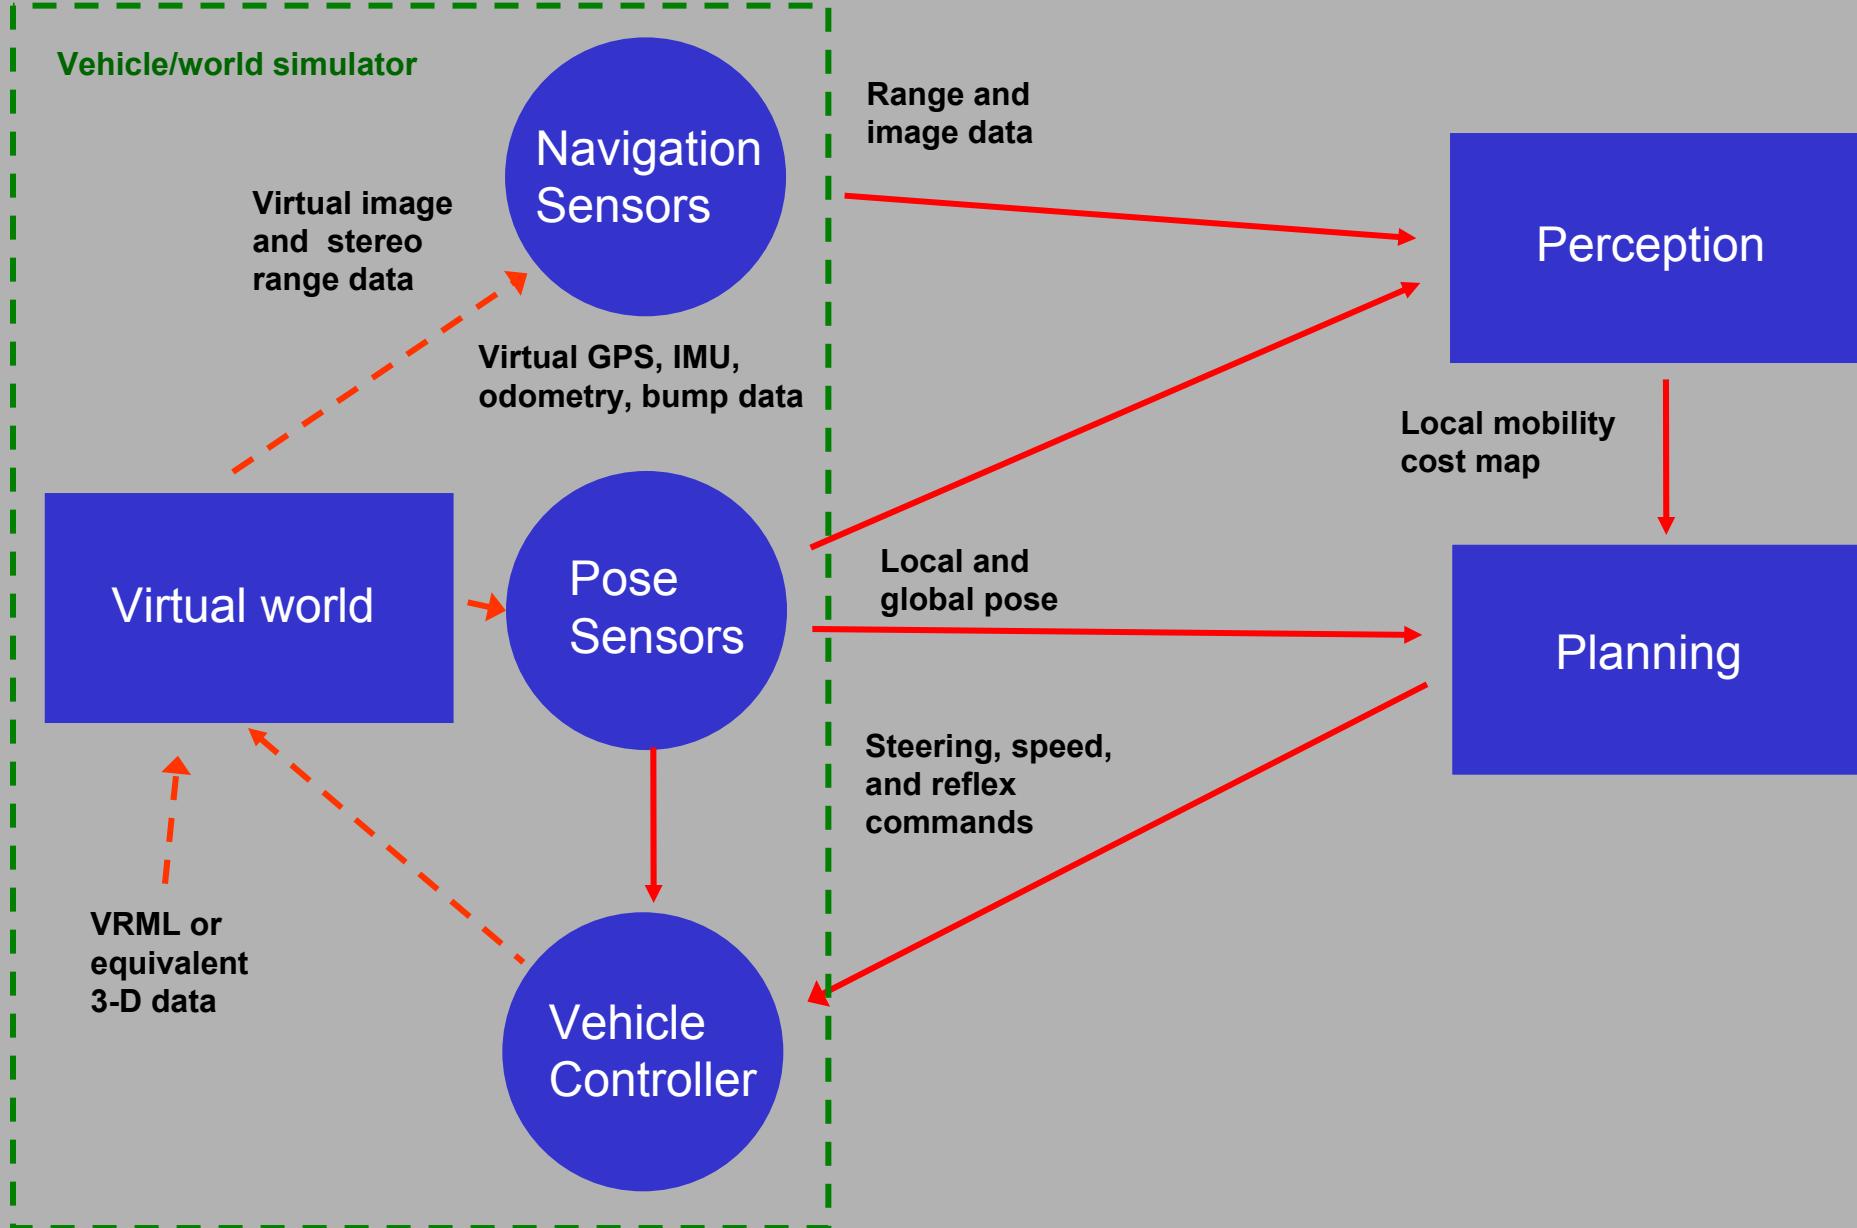 Vehicle/world simulator
Navigation
Sensors
Range and
image data
Virtual image
and  stereo
range data
Perception
Virtual GPS, IMU,
odometry, bump data
Local mobility
cost map
Virtual world
Pose
Sensors
Local and
global pose
Planning
Steering, speed,
and reflex
commands
VRML or
equivalent
3-D data
Vehicle
Controller